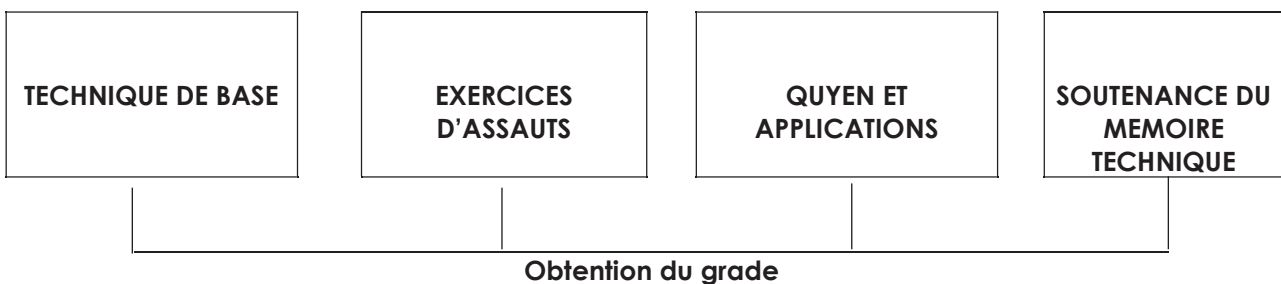 TECHNIQUE DE BASE
EXERCICES
D’ASSAUTS
QUYEN ET
APPLICATIONS
SOUTENANCE DU
MEMOIRE
TECHNIQUE
Obtention du grade